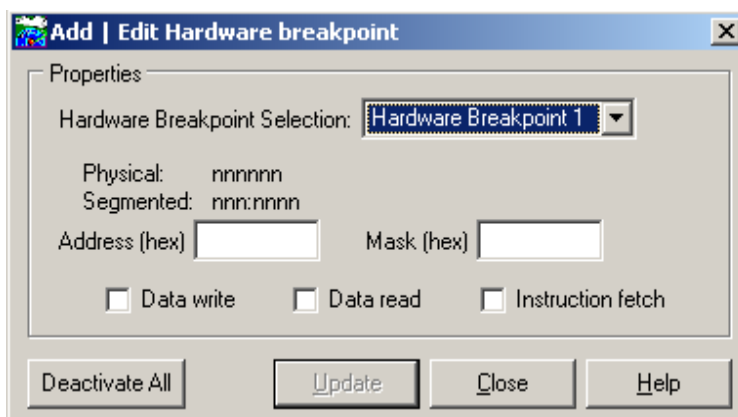 Add | Edit Hardware breakpoint
Properties
Hardware Breakpoint Selection: Hardware Breakpoint 1
Physical: nnnnnn
Segmented: nnn:nnnn
Address (hex) Mask (hex)
Data write Data read Instruction fetch
Deactivate All Update Close Help